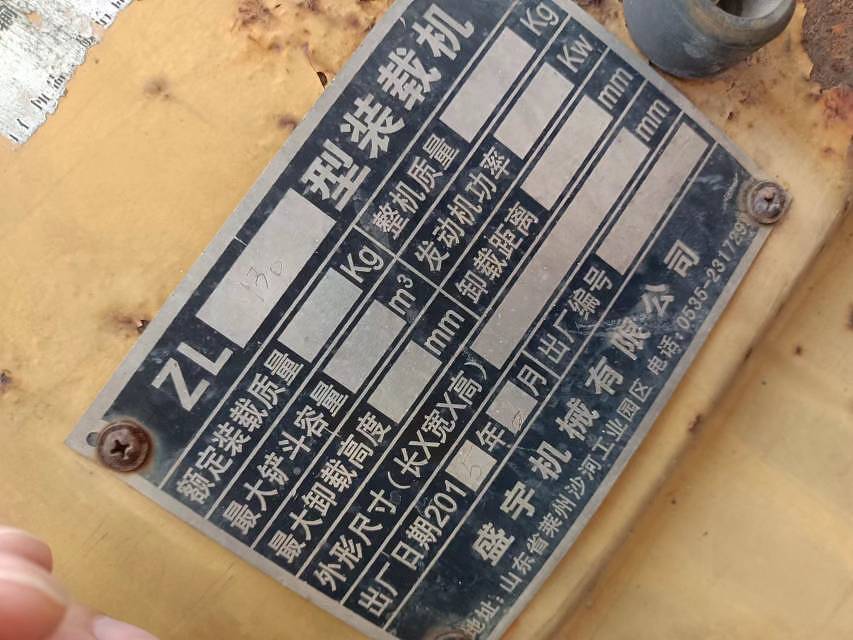 ZL 130 型装载机
额定装载质量 Kg 整机质量 Kg
最大铲斗容量 m³ 发动机功率 Kw
最大卸载高度 mm 卸载距离 mm
外形尺寸(长X宽X高) mm
出厂日期2015年 月 出厂编号
盛宇机械有限公司
地址:山东省莱州沙河工业园区 电话:0535-231729